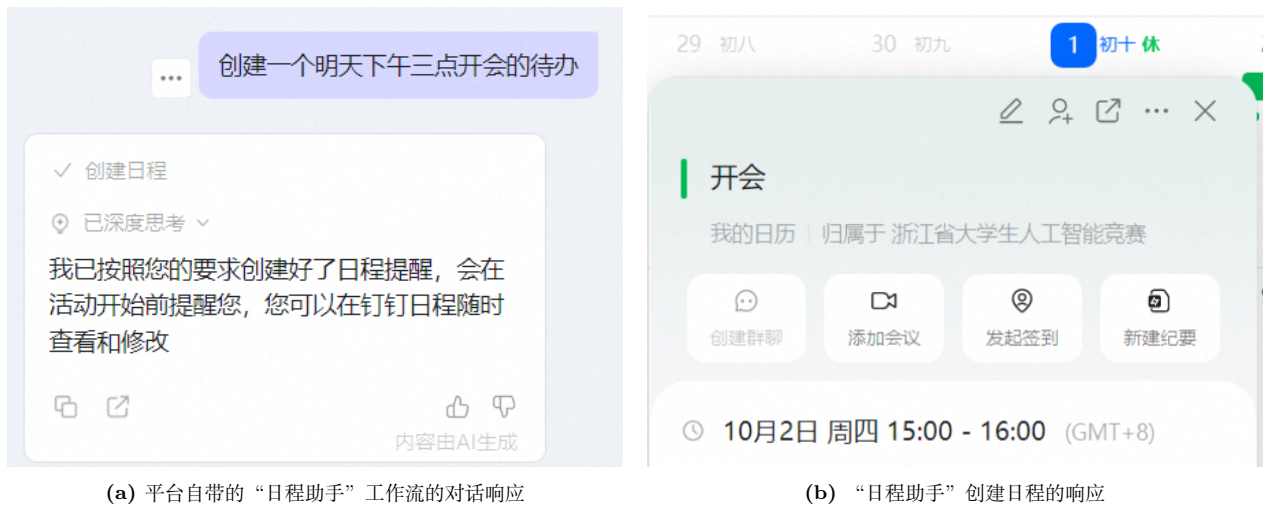 创建一个明天下午三点开会的待办
创建日程
已深度思考
我已按照您的要求创建好了日程提醒，会在
活动开始前提醒您，您可以在钉钉日程随时
查看和修改
内容由AI生成
(a) 平台自带的“日程助手”工作流的对话响应
29 初八 30 初九 1 初十 休
开会
我的日历 | 归属于 浙江省大学生人工智能竞赛
创建群聊 添加会议 发起签到 新建纪要
10月2日 周四 15:00 - 16:00 (GMT+8)
(b) “日程助手”创建日程的响应